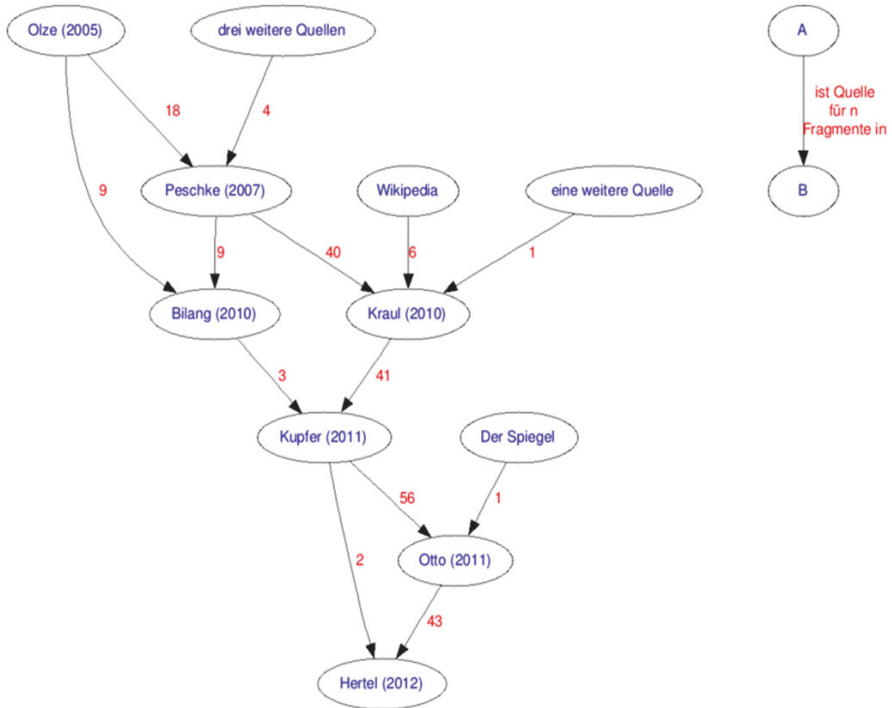 Olze (2005)
drei weitere Quellen
A
18
4
ist Quelle
für n
Fragmente in
9
Peschke (2007)
Wikipedia
eine weitere Quelle
B
9
40
6
1
Bilang (2010)
Kraul (2010)
3
41
Kupfer (2011)
Der Spiegel
56
1
2
Otto (2011)
43
Hertel (2012)